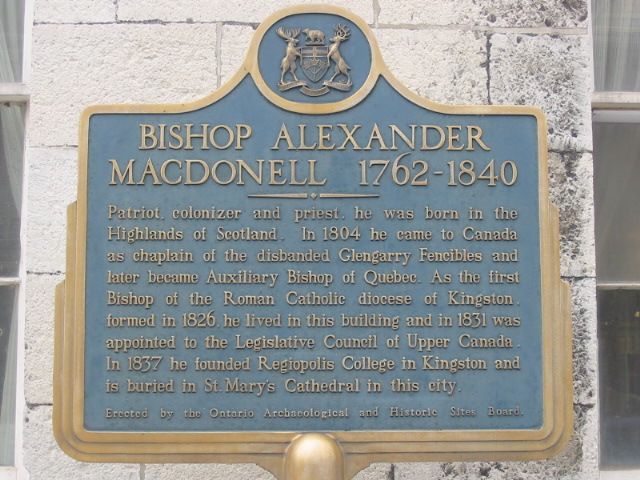 BISHOP ALEXANDER
MACDONELL 1762-1840
Patriot, colonizer and priest, he was born in the
Highlands of Scotland. In 1804 he came to Canada
as chaplain of the disbanded Glengarry Fencibles and
later became Auxiliary Bishop of Quebec. As the first
Bishop of the Roman Catholic diocese of Kingston,
formed in 1826, he lived in this building and in 1831 was
appointed to the Legislative Council of Upper Canada.
In 1837 he founded Regiopolis College in Kingston and
is buried in St. Mary's Cathedral in this city.
Erected by the Ontario Archaeological and Historic Sites Board.